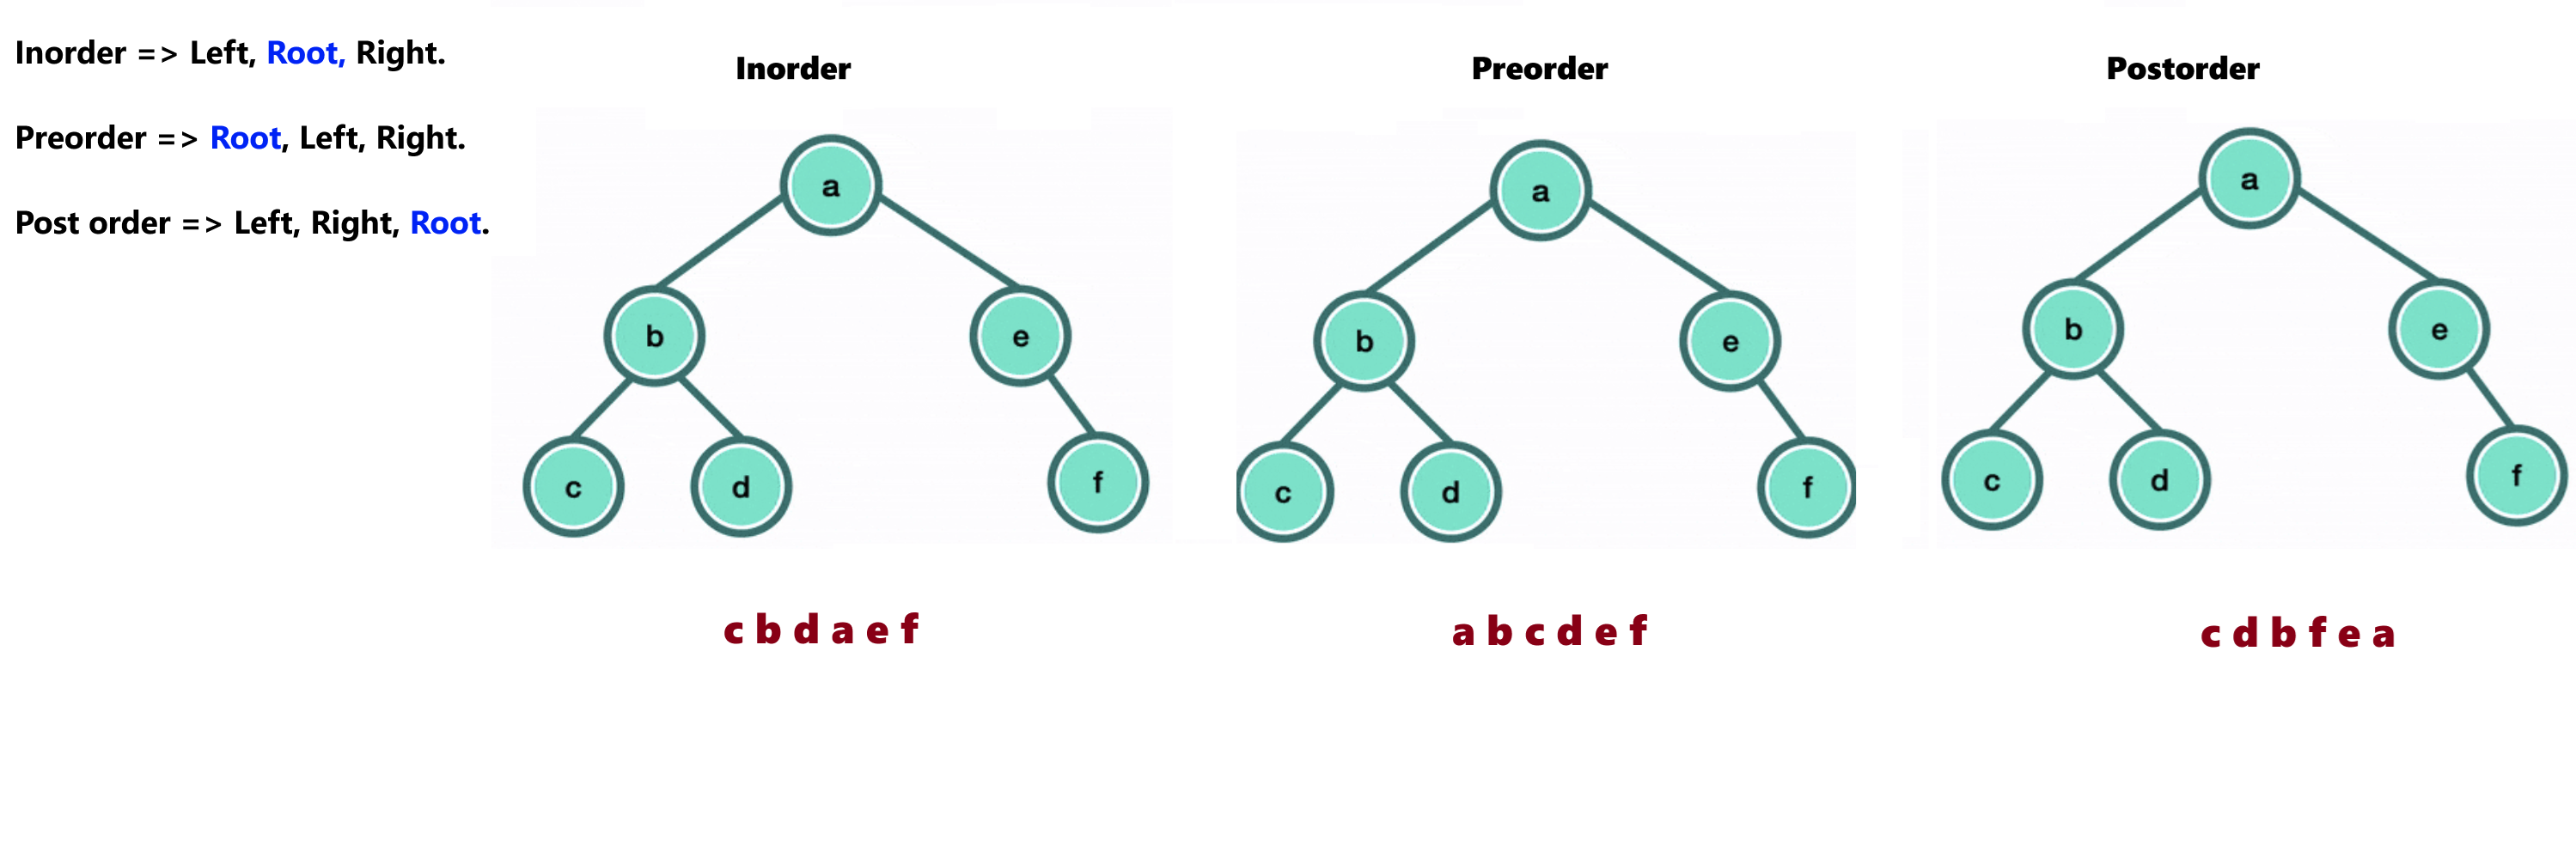 Inorder => Left, Root, Right.
Preorder => Root, Left, Right.
Post order => Left, Right, Root.
Inorder
a
b
e
c
d
f
c b d a e f
Preorder
a
b
e
c
d
f
a b c d e f
Postorder
a
b
e
c
d
f
c d b f e a